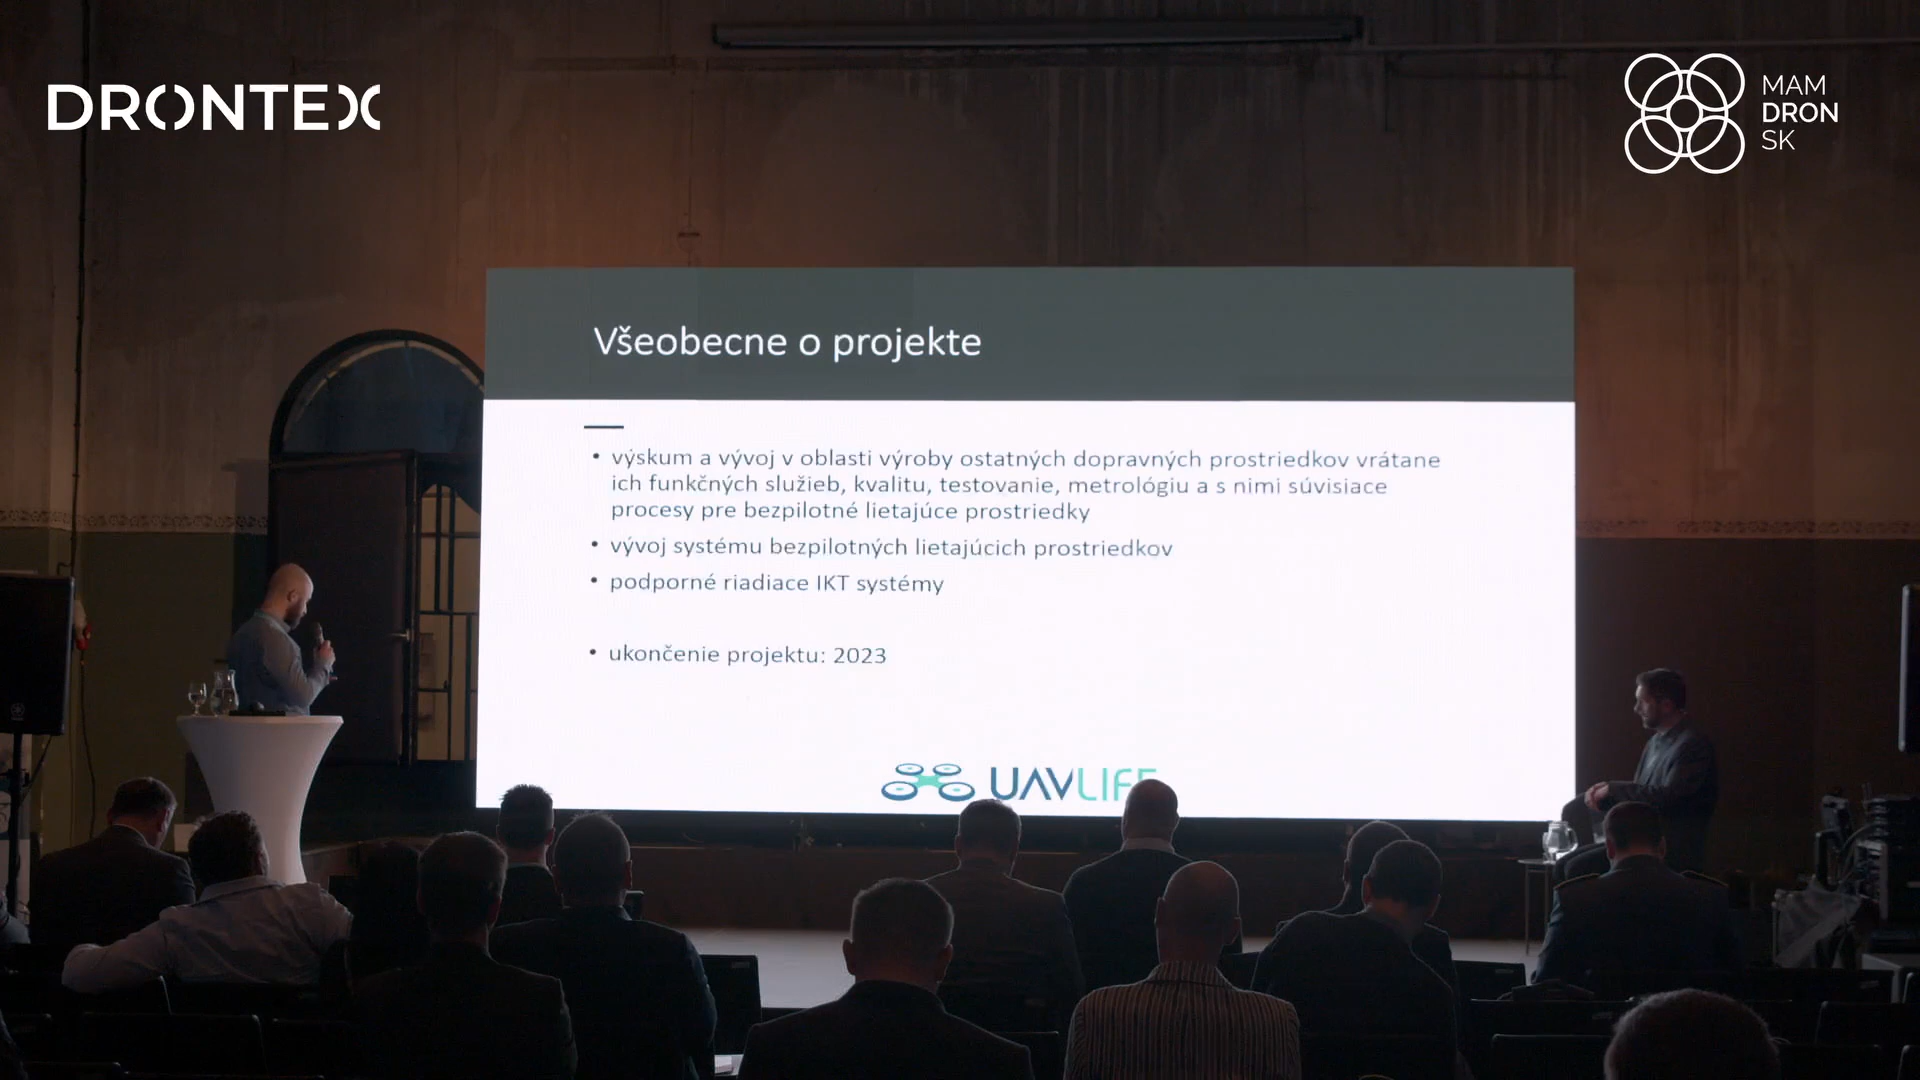 DRONTEX
MAM
DRON
SK
Všeobecne o projekte
• výskum a vývoj v oblasti výroby ostatných dopravných prostriedkov vrátane
ich funkčných služieb, kvalitu, testovanie, metrológiu a s nimi súvisiace
procesy pre bezpilotné lietajúce prostriedky
• vývoj systému bezpilotných lietajúcich prostriedkov
• podporné riadiace IKT systémy
• ukončenie projektu: 2023
UAVLIFE